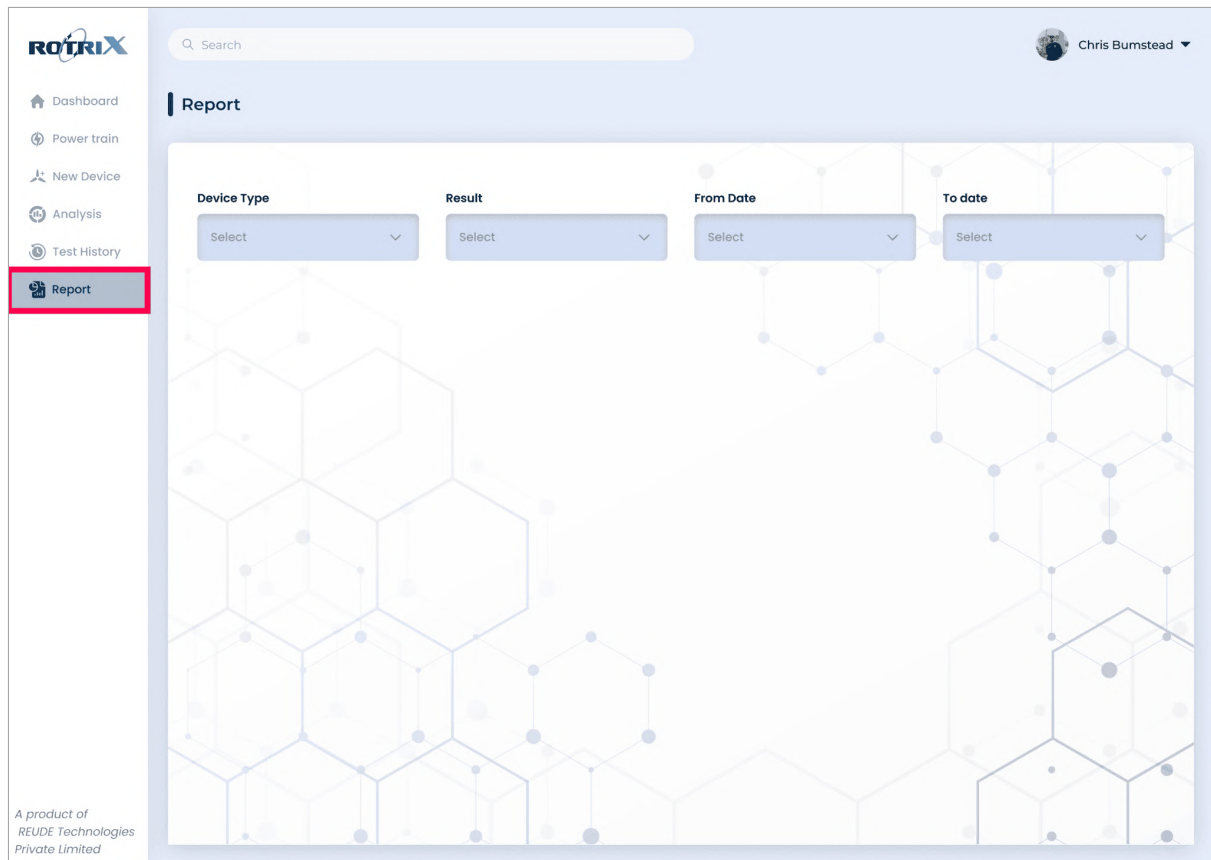 ROTRIX
Search
Chris Bumstead
Dashboard
Report
Power train
New Device
Device Type
Result
From Date
To date
Analysis
Select
Select
Select
Select
Test History
Report
A product of
REUDE Technologies
Private Limited